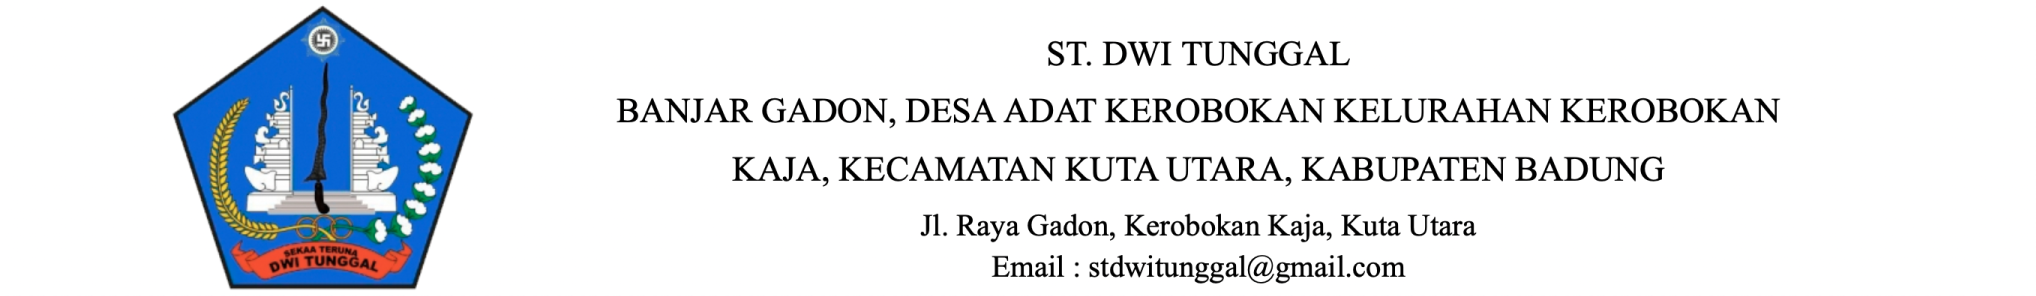 SEKAA TERUNA
DWI TUNGGAL
ST. DWI TUNGGAL
BANJAR GADON, DESA ADAT KEROBOKAN KELURAHAN KEROBOKAN
KAJA, KECAMATAN KUTA UTARA, KABUPATEN BADUNG
Jl. Raya Gadon, Kerobokan Kaja, Kuta Utara
Email : stdwitunggal@gmail.com